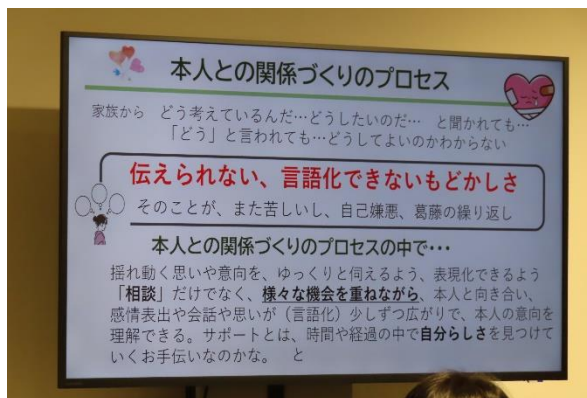 本人との関係づくりのプロセス
家族から　どう考えているんだ…どうしたいのだ…　と聞かれても…
「どう」と言われても…どうしてよいのかわからない
伝えられない、言語化できないもどかしさ
そのことが、また苦しいし、自己嫌悪、葛藤の繰り返し
本人との関係づくりのプロセスの中で・・・
揺れ動く思いや意向を、ゆっくりと伺えるよう、表現化できるよう
「相談」だけでなく、様々な機会を重ねながら、本人と向き合い、
感情表出や会話や思いが（言語化）少しずつ広がりで、本人の意向を
理解できる。サポートとは、時間や経過の中で自分らしさを見つけて
いくお手伝いなのかな。　と